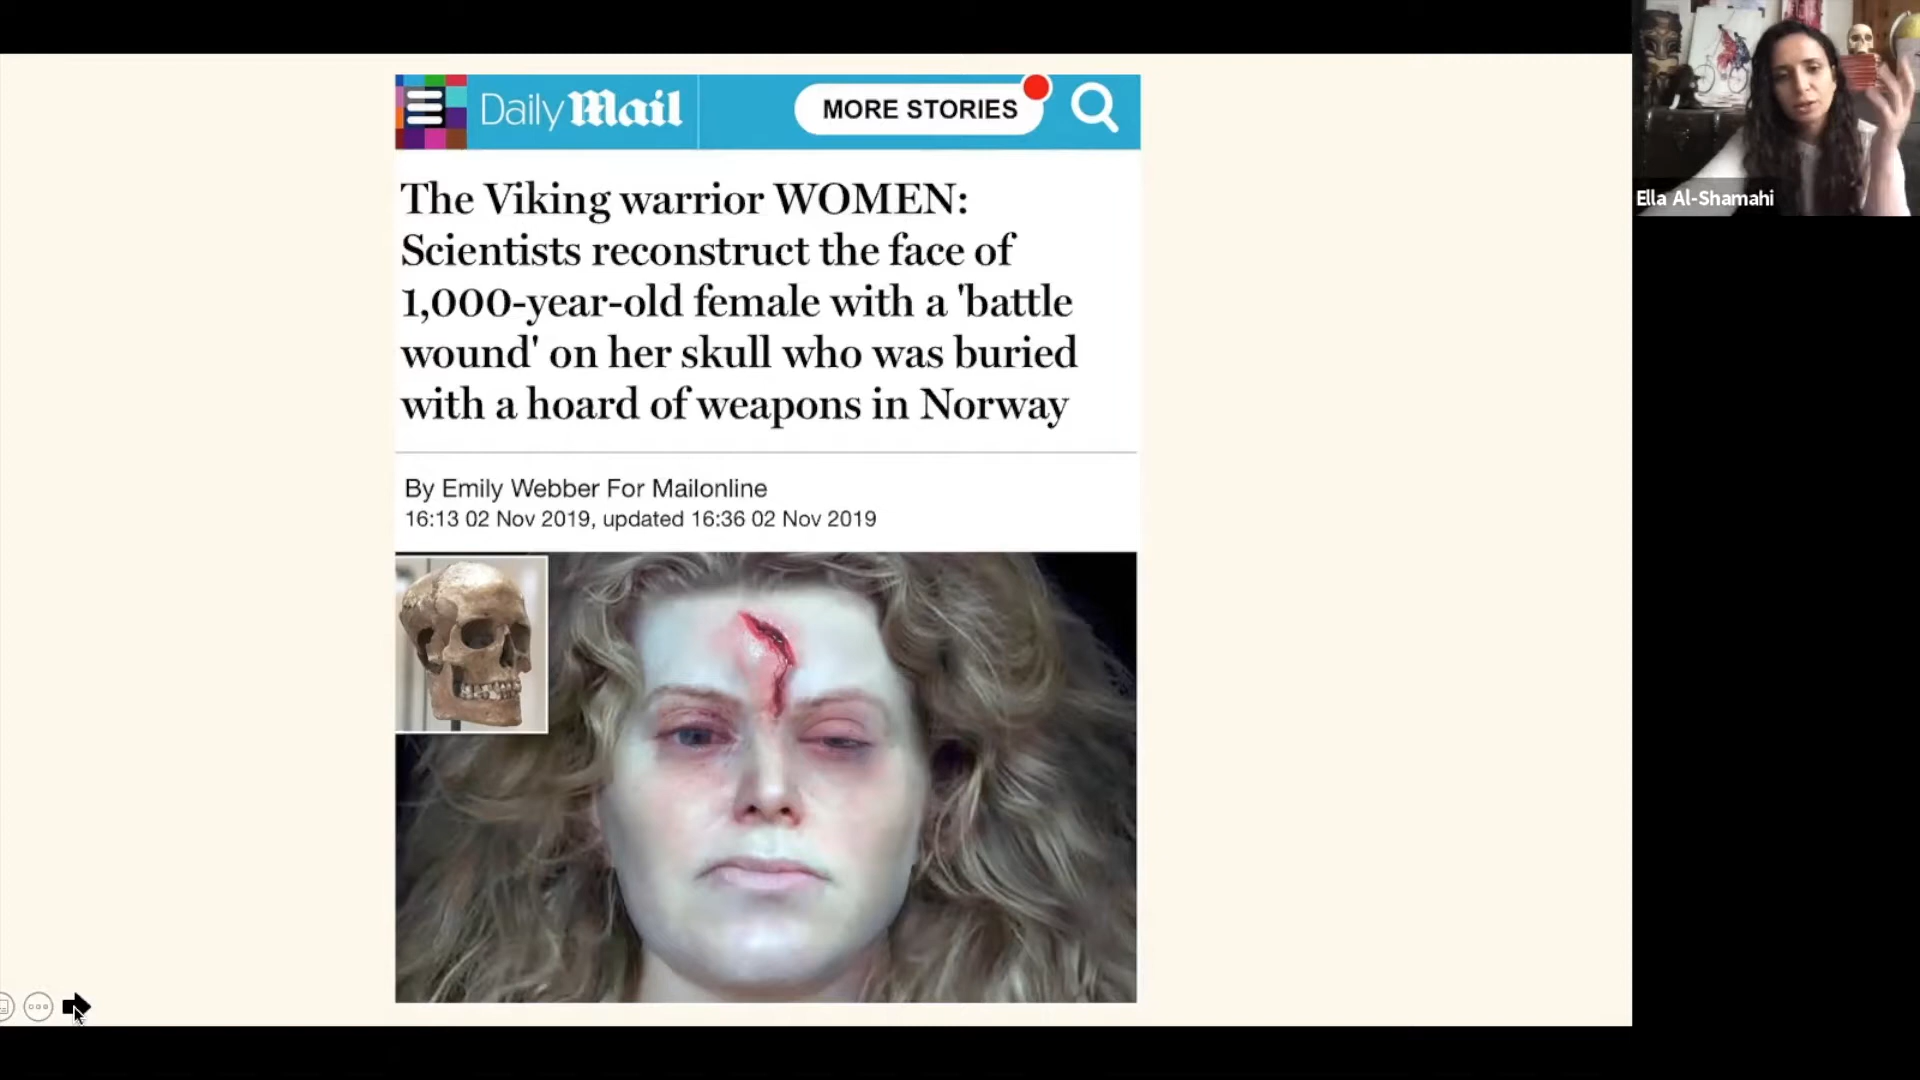 Daily Mail
MORE STORIES
The Viking warrior WOMEN:
Scientists reconstruct the face of
1,000-year-old female with a 'battle
wound' on her skull who was buried
with a hoard of weapons in Norway
By Emily Webber For Mailonline
16:13 02 Nov 2019, updated 16:36 02 Nov 2019
Ella Al-Shamahi